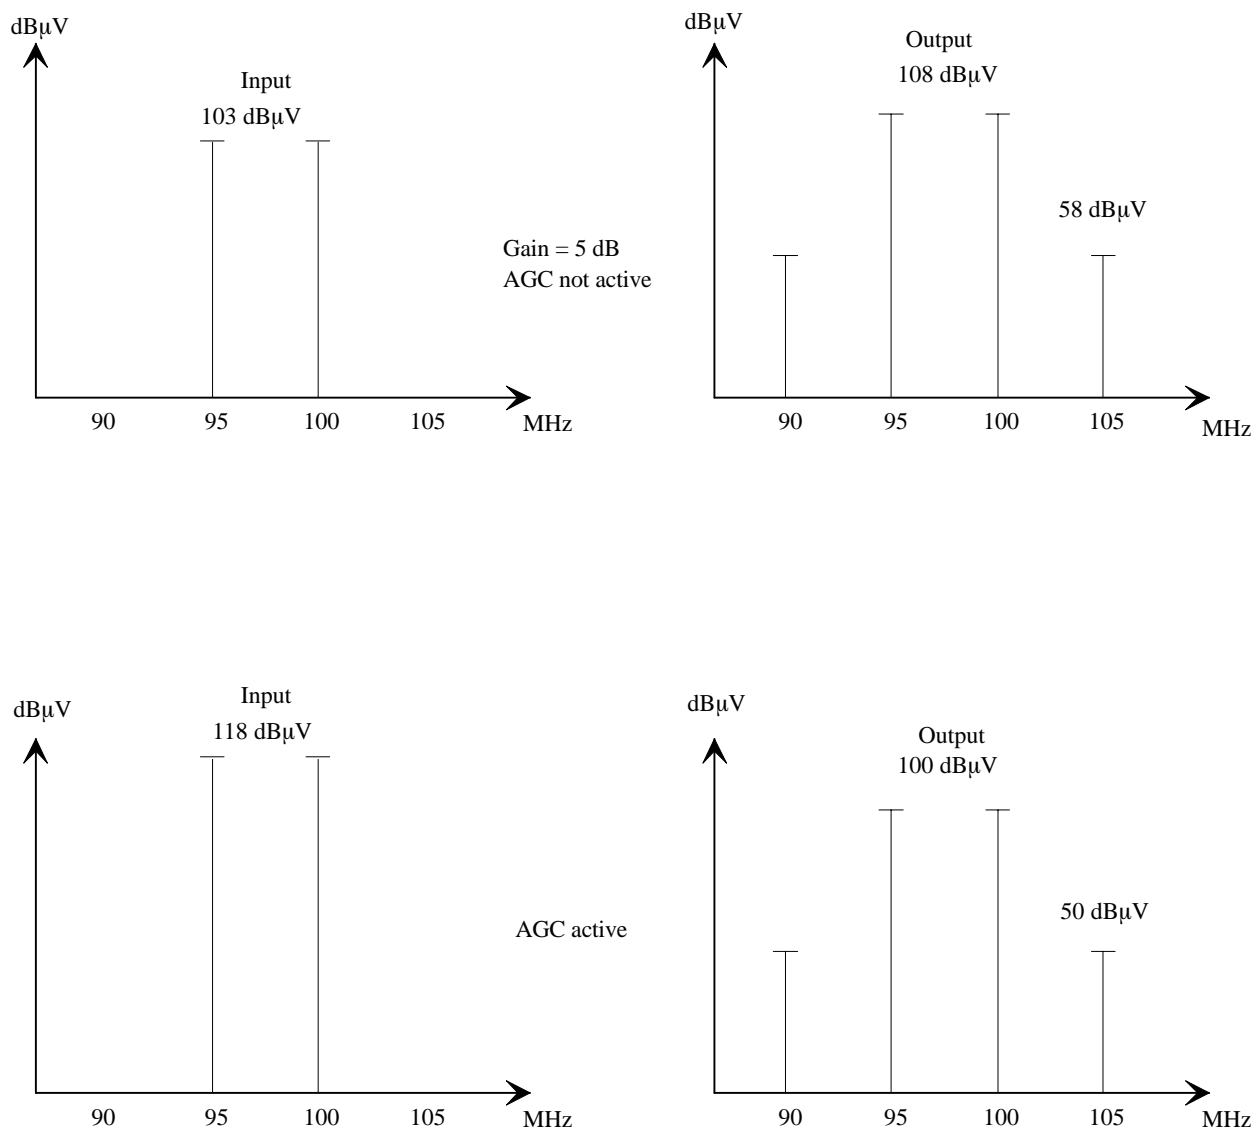 dBµV
Input
103 dBµV
90 95 100 105 MHz
Gain = 5 dB
AGC not active
dBµV
Output
108 dBµV
58 dBµV
90 95 100 105 MHz
dBµV
Input
118 dBµV
90 95 100 105 MHz
AGC active
dBµV
Output
100 dBµV
50 dBµV
90 95 100 105 MHz